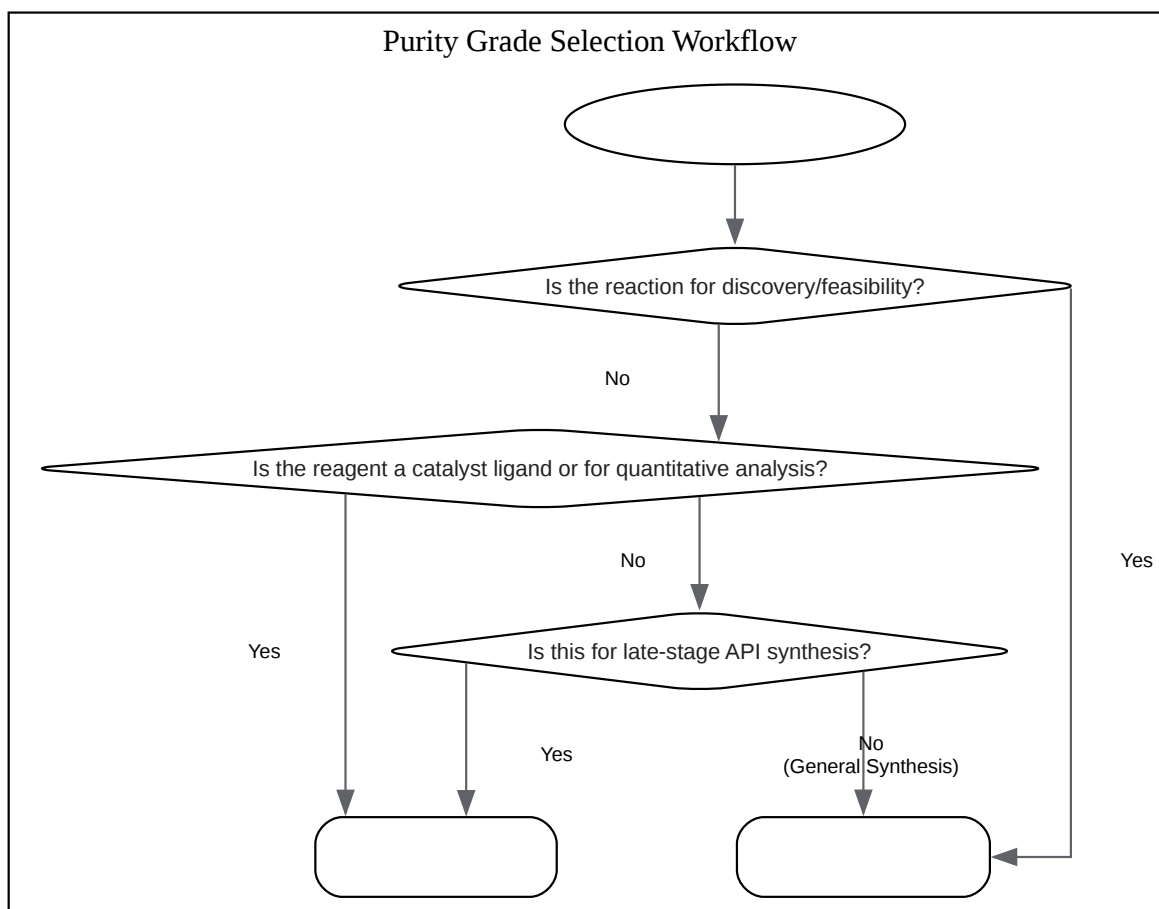 Purity Grade Selection Workflow
Is the reaction for discovery/feasibility?
No
Is the reagent a catalyst ligand or for quantitative analysis?
No
Yes
Yes
Is this for late-stage API synthesis?
Yes
No
(General Synthesis)